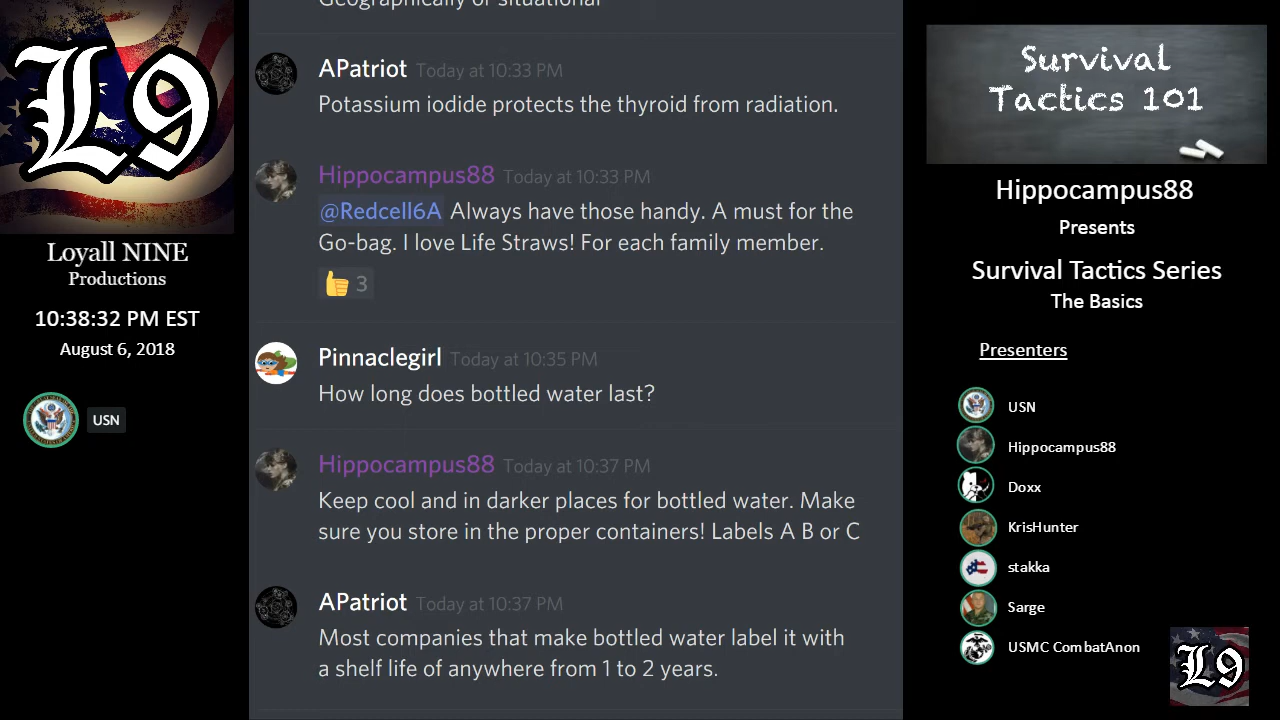 L9
Loyall NINE
Productions
10:38:32 PM EST
August 6, 2018
USN
Geographically or situational
APatriot Today at 10:33 PM
Potassium iodide protects the thyroid from radiation.
Hippocampus88 Today at 10:33 PM
@Redcell6A Always have those handy. A must for the
Go-bag. I love Life Straws! For each family member.
3
Pinnaclegirl Today at 10:35 PM
How long does bottled water last?
Hippocampus88 Today at 10:37 PM
Keep cool and in darker places for bottled water. Make
sure you store in the proper containers! Labels A B or C
APatriot Today at 10:37 PM
Most companies that make bottled water label it with
a shelf life of anywhere from 1 to 2 years.
Survival
Tactics 101
Hippocampus88
Presents
Survival Tactics Series
The Basics
Presenters
USN
Hippocampus88
Doxx
KrisHunter
stakka
Sarge
USMC CombatAnon
L9